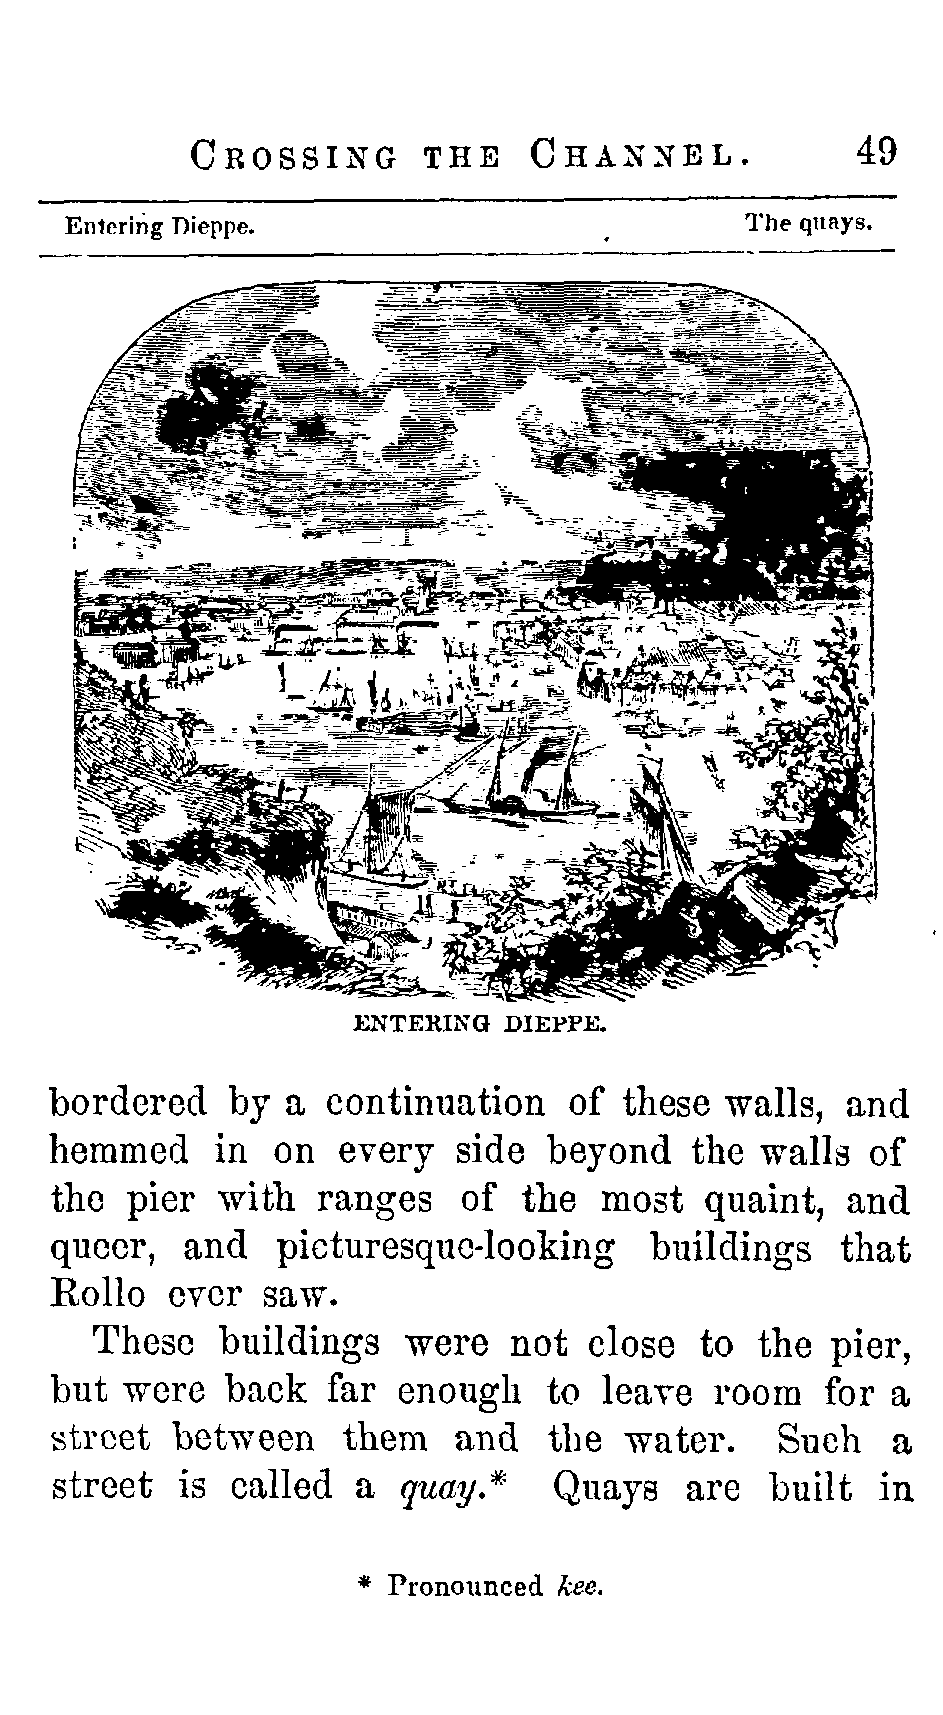 CROSSING THE CHANNEL. 49
Entering Dieppe. The quays.
ENTERING DIEPPE.
bordered by a continuation of these walls, and
hemmed in on every side beyond the walls of
the pier with ranges of the most quaint, and
queer, and picturesque-looking buildings that
Rollo ever saw.
These buildings were not close to the pier,
but were back far enough to leave room for a
street between them and the water. Such a
street is called a quay.* Quays are built in
* Pronounced kee.